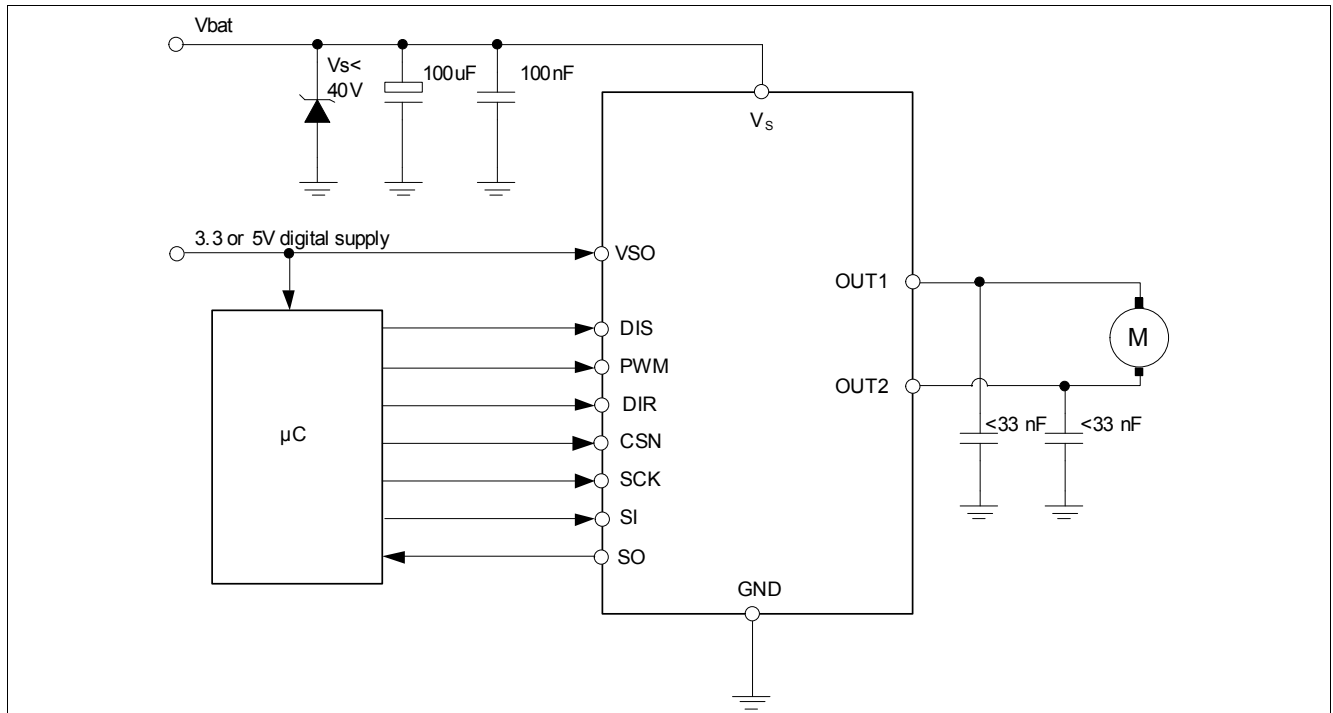 Vbat
Vs<
40V
100uF
100nF
Vs
3.3 or 5V digital supply
VSO
OUT1
DIS
M
PWM
OUT2
DIR
<33 nF
<33 nF
µC
CSN
SCK
SI
SO
GND